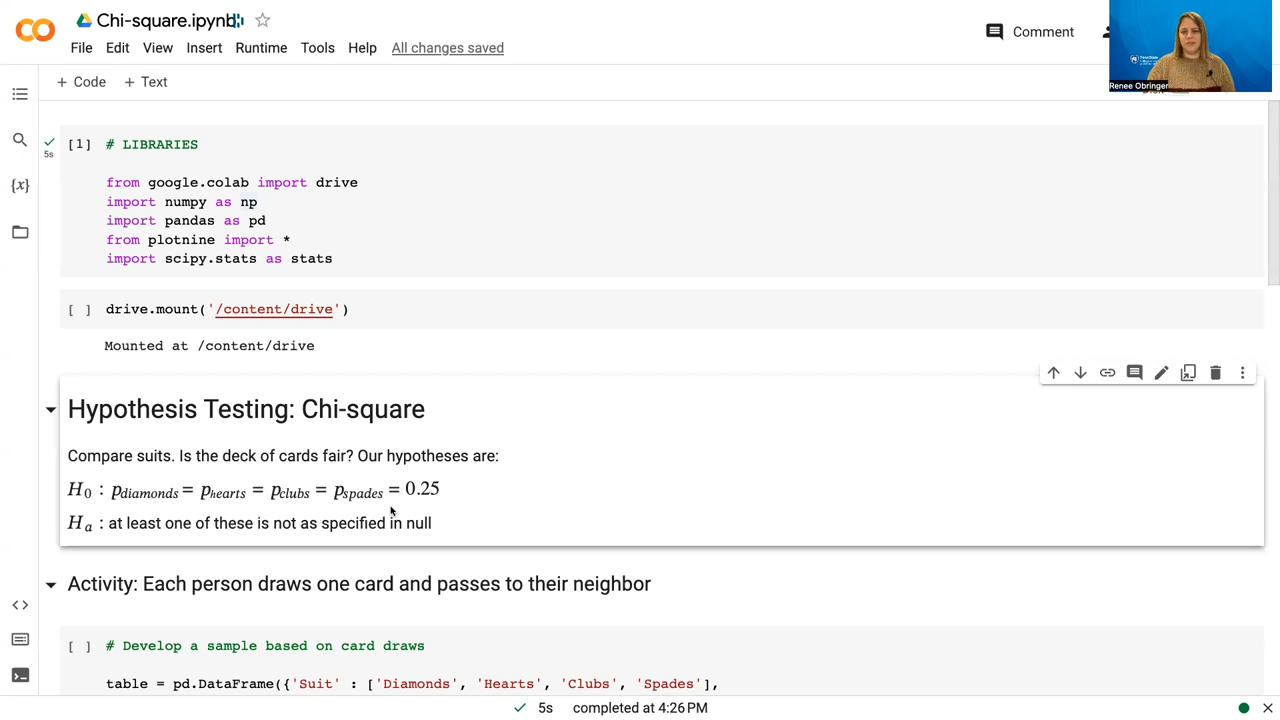 Chi-square.ipynb
File Edit View Insert Runtime Tools Help All changes saved
Comment
Renee Obringer
+ Code + Text
[1] # LIBRARIES
5s
from google.colab import drive
import numpy as np
import pandas as pd
from plotnine import *
import scipy.stats as stats
[ ] drive.mount('/content/drive')
Mounted at /content/drive
Hypothesis Testing: Chi-square
Compare suits. Is the deck of cards fair? Our hypotheses are:
H0 : pdiamonds = phearts = pclubs = pspades = 0.25
Ha : at least one of these is not as specified in null
Activity: Each person draws one card and passes to their neighbor
[ ] # Develop a sample based on card draws
table = pd.DataFrame({'Suit' : ['Diamonds', 'Hearts', 'Clubs', 'Spades'],
5s completed at 4:26 PM